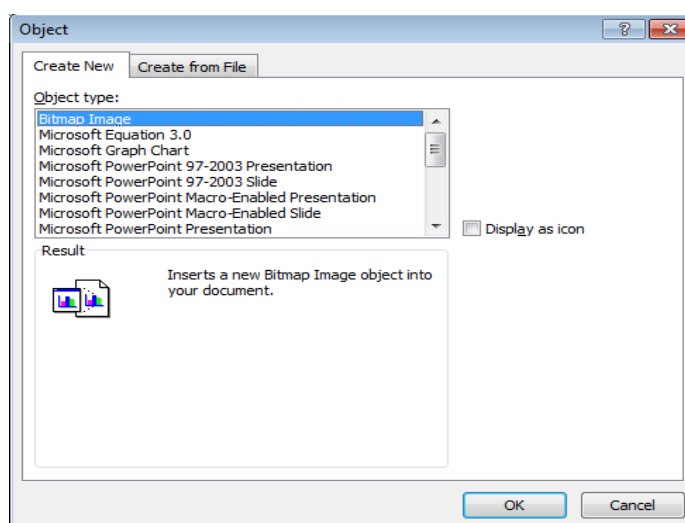 Object
?
Create New
Create from File
Object type:
Bitmap Image
Microsoft Equation 3.0
Microsoft Graph Chart
Microsoft PowerPoint 97-2003 Presentation
Microsoft PowerPoint 97-2003 Slide
Microsoft PowerPoint Macro-Enabled Presentation
Microsoft PowerPoint Macro-Enabled Slide
Microsoft PowerPoint Presentation
Display as icon
Result
Inserts a new Bitmap Image object into
your document.
OK
Cancel